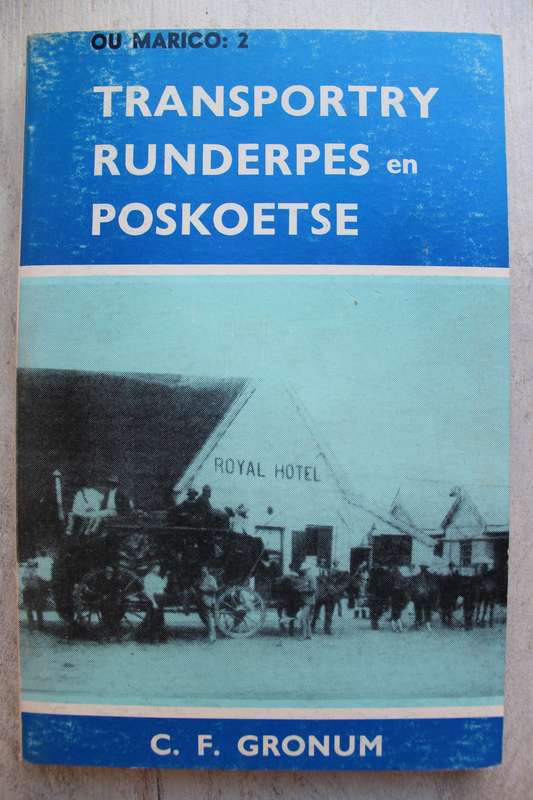 OU MARICO: 2
TRANSPORTRY
RUNDERPES en
POSKOETSE
ROYAL HOTEL
C. F. GRONUM